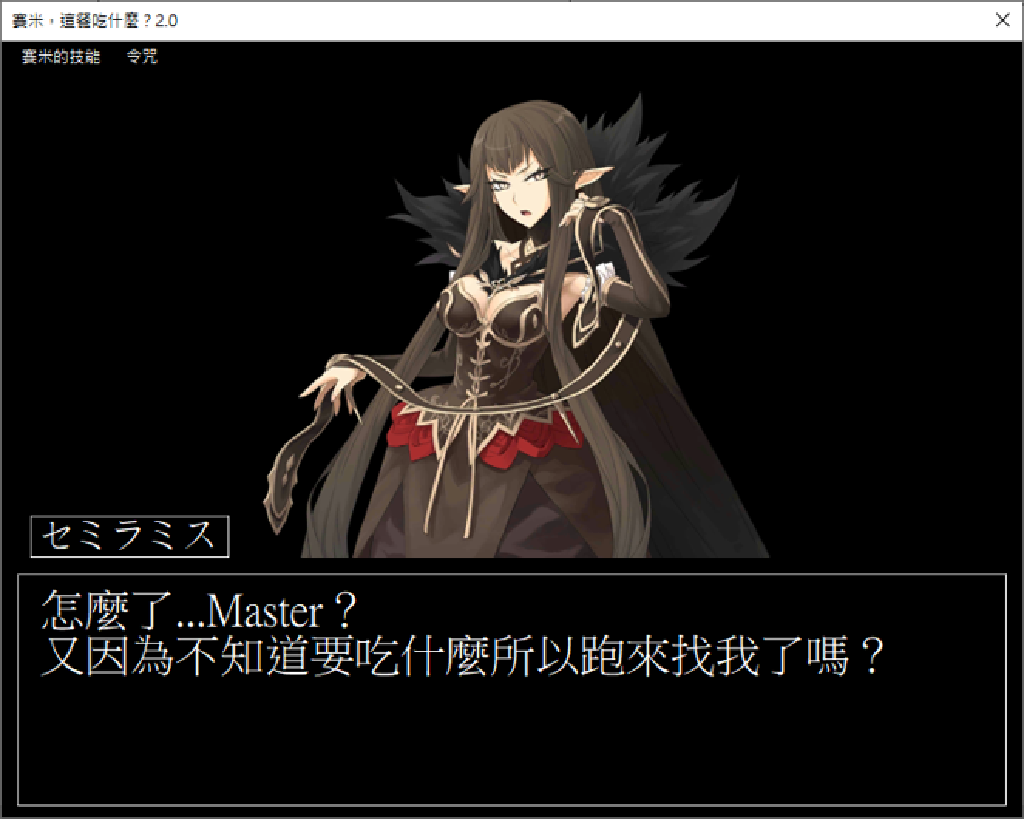 賽米，這餐吃什麼？2.0
賽米的技能 令咒
セミラミス
怎麼了...Master？
又因為不知道要吃什麼所以跑來找我了嗎？